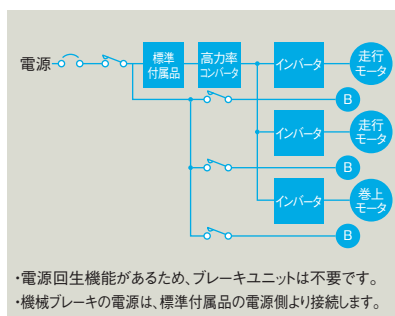 電源
標準
付属品
高力率
コンバータ
インバータ
走行
モータ
B
インバータ
走行
モータ
B
インバータ
巻上
モータ
B
・電源回生機能があるため、ブレーキユニットは不要です。
・機械ブレーキの電源は、標準付属品の電源側より接続します。